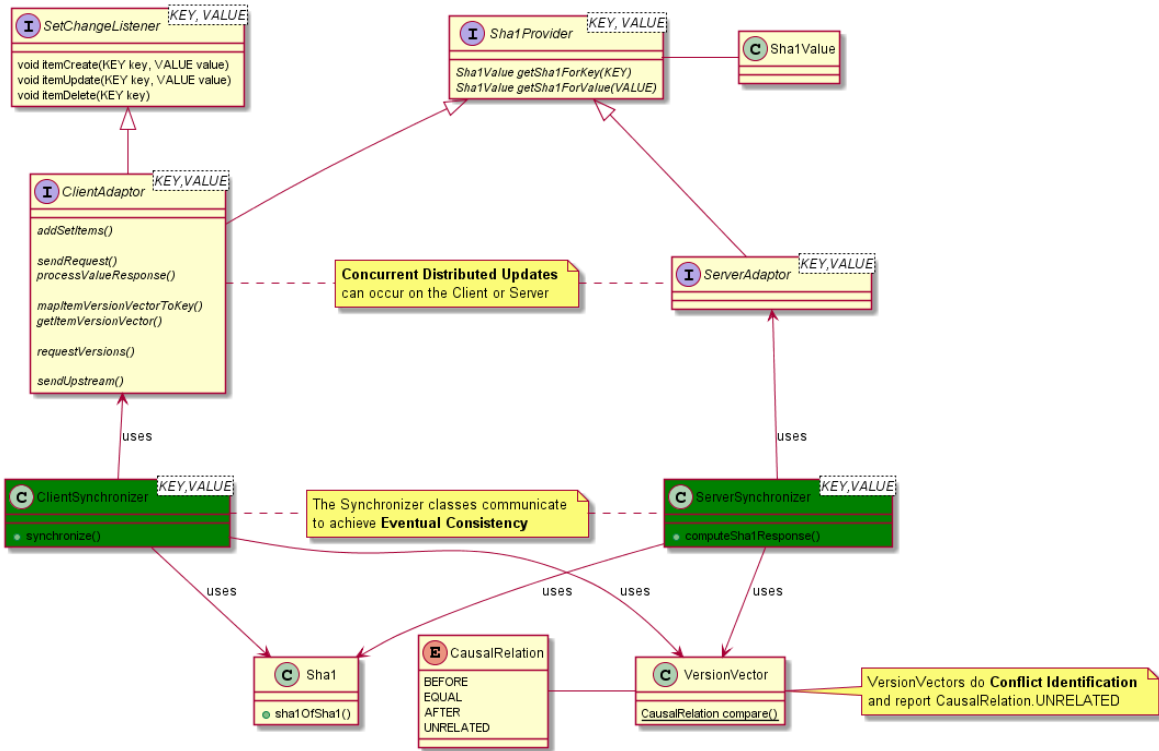 I SetChangeListener
KEY, VALUE
void itemCreate(KEY key, VALUE value)
void itemUpdate(KEY key, VALUE value)
void itemDelete(KEY key)
I Sha1Provider
KEY, VALUE
Sha1Value getSha1ForKey(KEY)
Sha1Value getSha1ForValue(VALUE)
C Sha1Value
I ClientAdaptor
KEY,VALUE
addSetItems()
sendRequest()
processValueResponse()
mapItemVersionVectorToKey()
getItemVersionVector()
requestVersions()
sendUpstream()
Concurrent Distributed Updates
can occur on the Client or Server
I ServerAdaptor
KEY,VALUE
uses
uses
C ClientSynchronizer
KEY,VALUE
synchronize()
The Synchronizer classes communicate
to achieve Eventual Consistency
C ServerSynchronizer
KEY,VALUE
computeSha1Response()
uses
uses
uses
uses
C Sha1
sha1OfSha1()
E CausalRelation
BEFORE
EQUAL
AFTER
UNRELATED
C VersionVector
CausalRelation compare()
VersionVectors do Conflict Identification
and report CausalRelation.UNRELATED